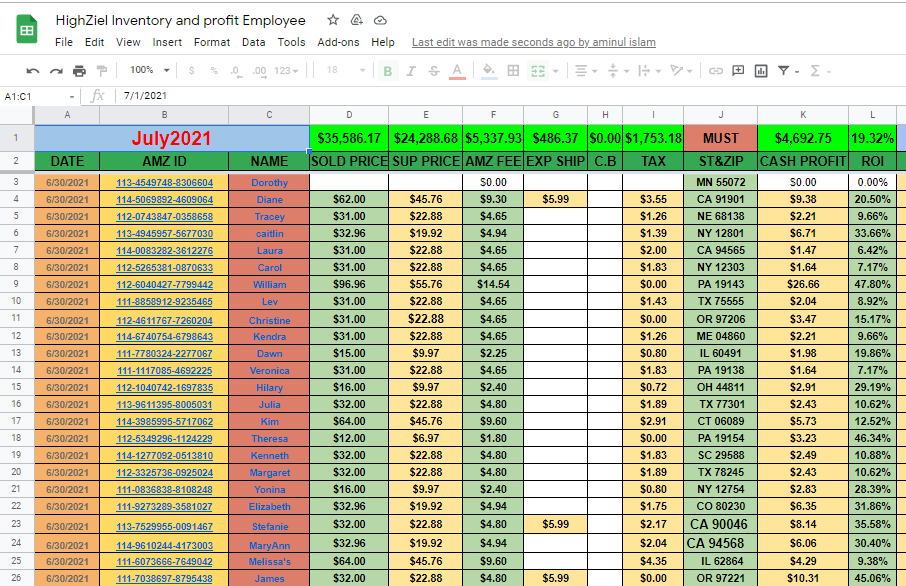 HighZiel Inventory and profit Employee
File Edit View Insert Format Data Tools Add-ons Help Last edit was made seconds ago by aminul islam
100% $ % .0 .00 123 18 B I S A
A1:C1 fx 7/1/2021
A B C D E F G H I J K L
1 July2021 $35,586.17 $24,288.68 $5,337.93 $486.37 $0.00 $1,753.18 MUST $4,692.75 19.32%
2 DATE AMZ ID NAME SOLD PRICE SUP PRICE AMZ FEE EXP SHIP C.B TAX ST&ZIP CASH PROFIT ROI
3 6/30/2021 113-4549748-8306604 Dorothy $0.00 MN 55072 $0.00 0.00%
4 6/30/2021 114-5069892-4609064 Diane $62.00 $45.76 $9.30 $5.99 $3.55 CA 91901 $9.38 20.50%
5 6/30/2021 112-0743847-0358658 Tracey $31.00 $22.88 $4.65 $1.26 NE 68138 $2.21 9.66%
6 6/30/2021 113-4945957-5677030 caitlin $32.96 $19.92 $4.94 $1.39 NY 12801 $6.71 33.66%
7 6/30/2021 114-0083282-3612276 Laura $31.00 $22.88 $4.65 $2.00 CA 94565 $1.47 6.42%
8 6/30/2021 112-5265381-0870633 Carol $31.00 $22.88 $4.65 $1.83 NY 12303 $1.64 7.17%
9 6/30/2021 112-6040427-7799442 William $96.96 $55.76 $14.54 $0.00 PA 19143 $26.66 47.80%
10 6/30/2021 111-8858912-9235465 Lev $31.00 $22.88 $4.65 $1.43 TX 75555 $2.04 8.92%
11 6/30/2021 112-4611767-7260204 Christine $31.00 $22.88 $4.65 $0.00 OR 97206 $3.47 15.17%
12 6/30/2021 114-6740754-6798643 Kendra $31.00 $22.88 $4.65 $1.26 ME 04860 $2.21 9.66%
13 6/30/2021 111-7780324-2277067 Dawn $15.00 $9.97 $2.25 $0.80 IL 60491 $1.98 19.86%
14 6/30/2021 111-1117085-4692225 Veronica $31.00 $22.88 $4.65 $1.83 PA 19138 $1.64 7.17%
15 6/30/2021 112-1040742-1697835 Hilary $16.00 $9.97 $2.40 $0.72 OH 44811 $2.91 29.19%
16 6/30/2021 113-9611395-8005031 Julia $32.00 $22.88 $4.80 $1.89 TX 77301 $2.43 10.62%
17 6/30/2021 114-3985995-5717062 Kim $64.00 $45.76 $9.60 $2.91 CT 06089 $5.73 12.52%
18 6/30/2021 112-5349296-1124229 Theresa $12.00 $6.97 $1.80 $0.00 PA 19154 $3.23 46.34%
19 6/30/2021 114-1277092-0513810 Kenneth $32.00 $22.88 $4.80 $1.83 SC 29588 $2.49 10.88%
20 6/30/2021 112-3325736-0925024 Margaret $32.00 $22.88 $4.80 $1.89 TX 78245 $2.43 10.62%
21 6/30/2021 111-0836838-8108248 Yonina $16.00 $9.97 $2.40 $0.80 NY 12754 $2.83 28.39%
22 6/30/2021 111-9273289-3581027 Elizabeth $32.96 $19.92 $4.94 $1.75 CO 80230 $6.35 31.86%
23 6/30/2021 113-7529955-0091467 Stefanie $32.00 $22.88 $4.80 $5.99 $2.17 CA 90046 $8.14 35.58%
24 6/30/2021 114-9610244-4173003 MaryAnn $32.96 $19.92 $4.94 $2.04 CA 94568 $6.06 30.40%
25 6/30/2021 111-6073666-7649042 Melissa's $64.00 $45.76 $9.60 $4.35 IL 62864 $4.29 9.38%
26 6/30/2021 111-7038697-8795438 James $32.00 $22.88 $4.80 $5.99 $0.00 OR 97221 $10.31 45.06%